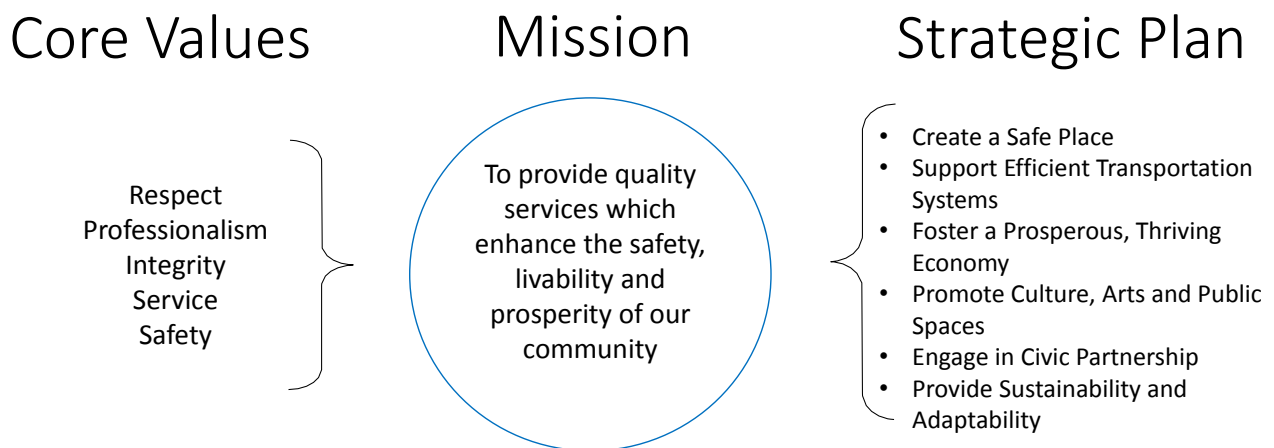 Core Values
Mission
Strategic Plan
Respect
Professionalism
Integrity
Service
Safety
To provide quality
services which
enhance the safety,
livability and
prosperity of our
community
• Create a Safe Place
• Support Efficient Transportation
Systems
• Foster a Prosperous, Thriving
Economy
• Promote Culture, Arts and Public
Spaces
• Engage in Civic Partnership
• Provide Sustainability and
Adaptability